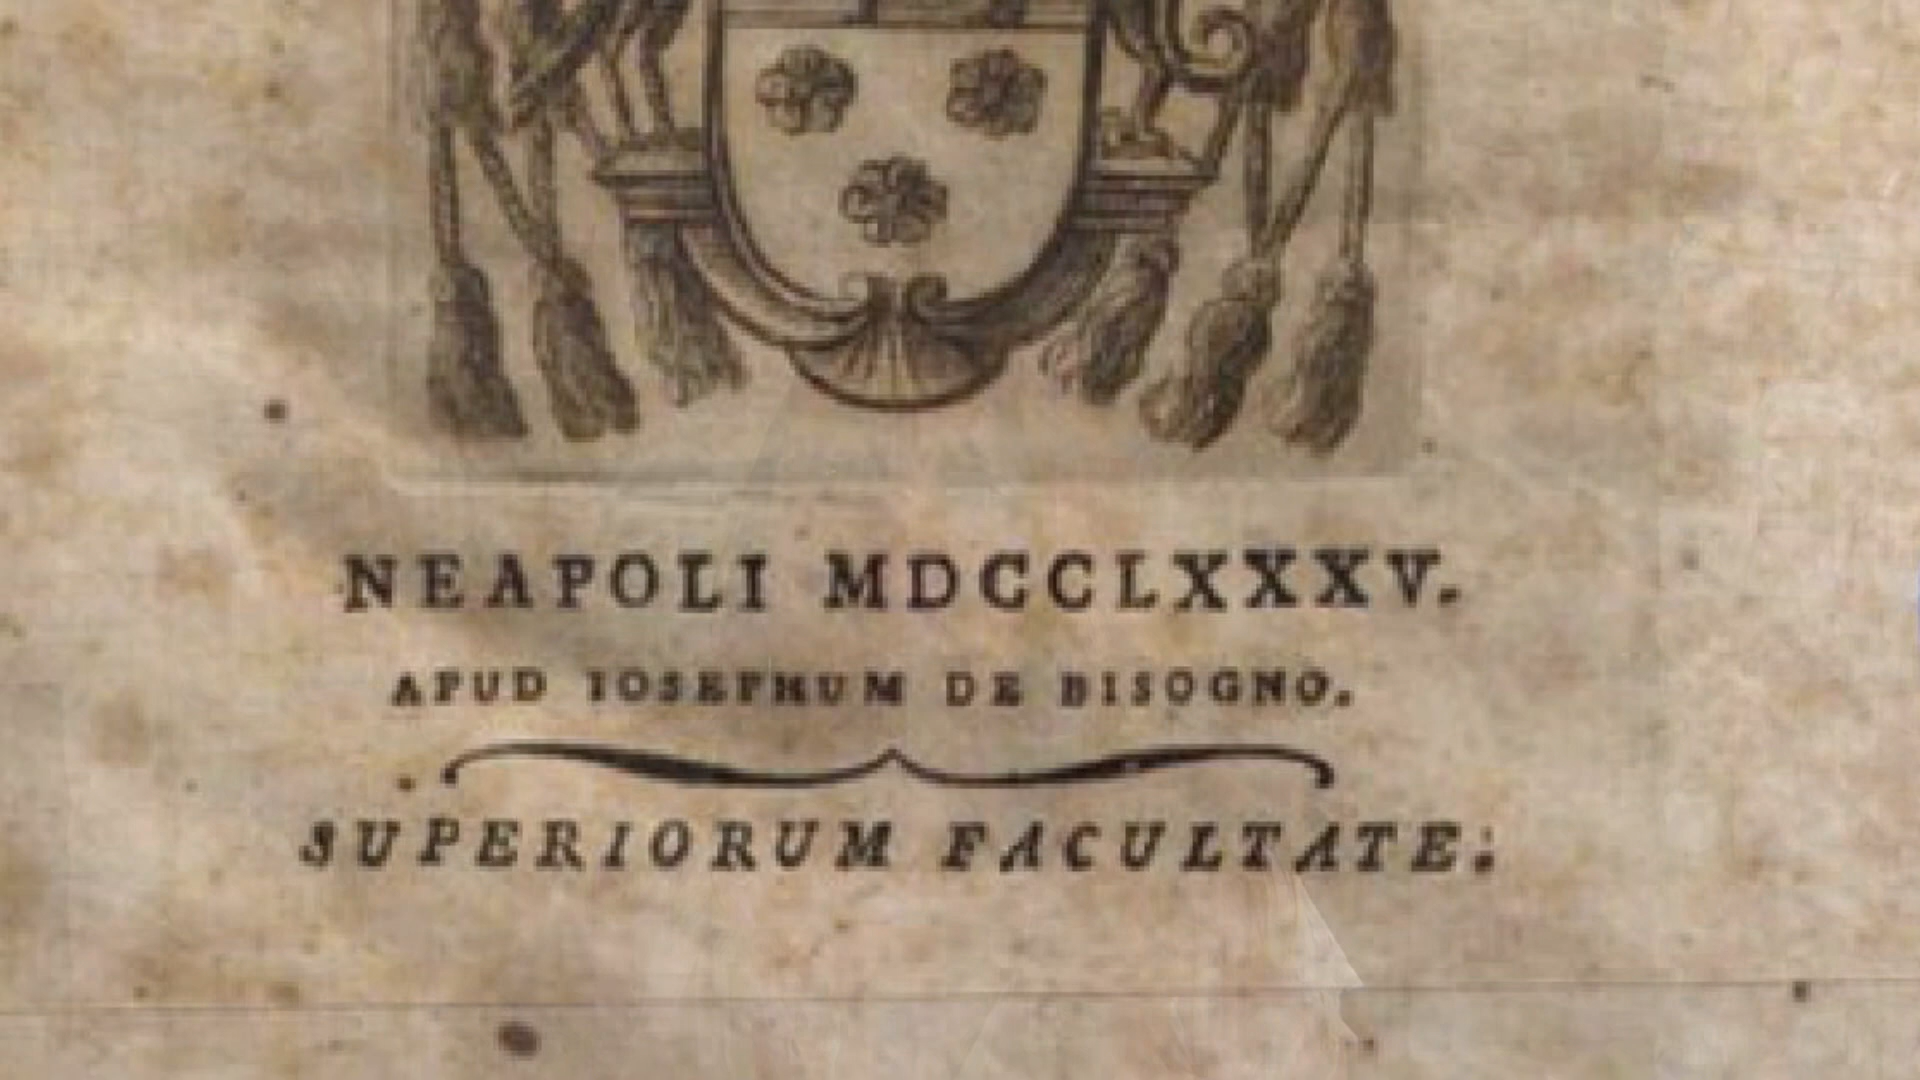 NEAPOLI MDCCLXXXV.
APUD IOSEPHUM DE BISOGNO.
SUPERIORUM FACULTATE: